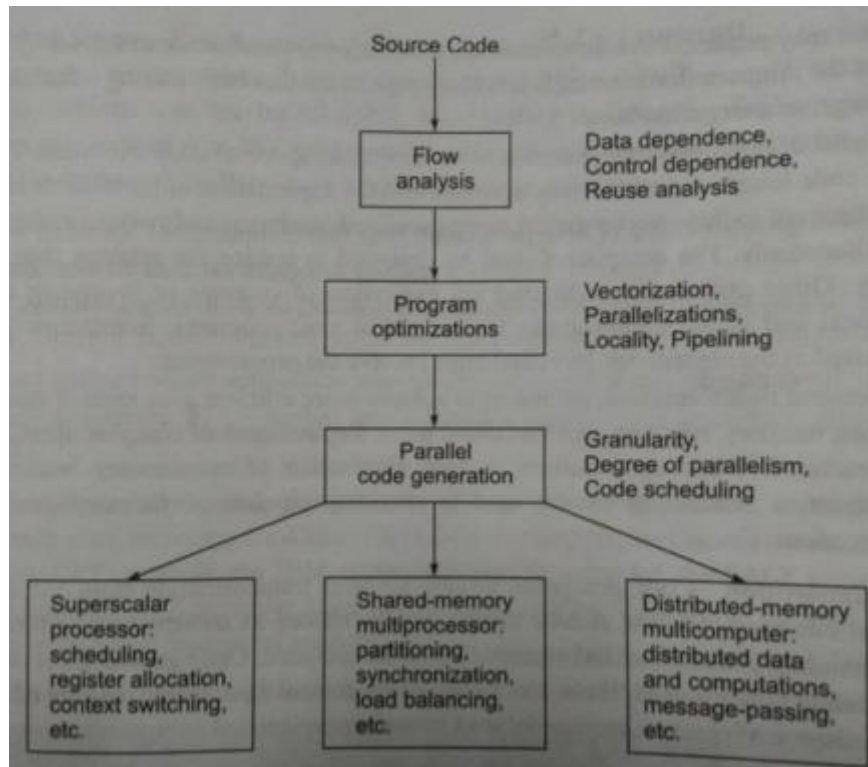 Source Code
Flow
analysis
Data dependence,
Control dependence,
Reuse analysis
Program
optimizations
Vectorization,
Parallelizations,
Locality, Pipelining
Parallel
code generation
Granularity,
Degree of parallelism,
Code scheduling
Superscalar
processor:
scheduling,
register allocation,
context switching,
etc.
Shared-memory
multiprocessor:
partitioning,
synchronization,
load balancing,
etc.
Distributed-memory
multicomputer:
distributed data
and computations,
message-passing,
etc.